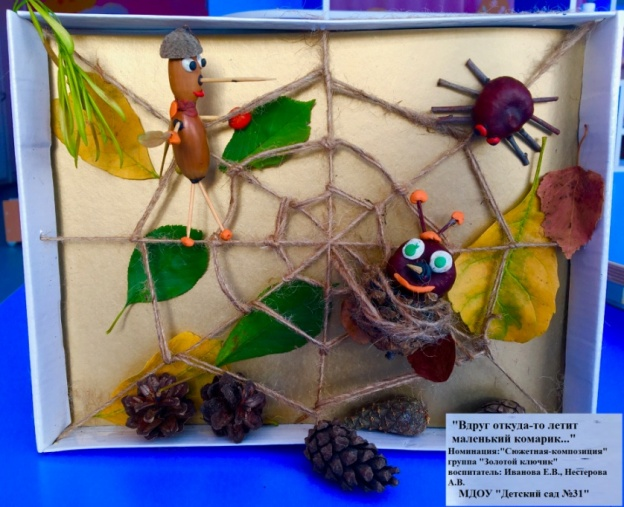 "Вдруг откуда-то летит
маленький комарик..."
Номинация:"Сюжетная-композиция"
группа "Золотой ключик"
воспитатель: Иванова Е.В., Нестерова
А.В.
МДОУ "Детский сад №31"